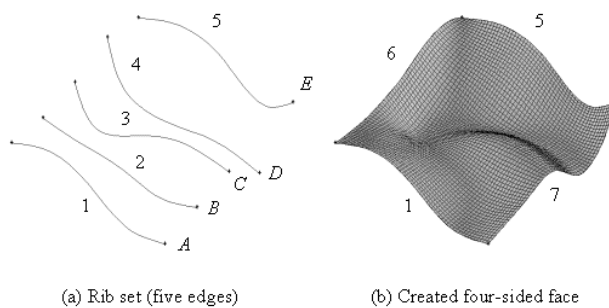 5
4
E
3
2
C
D
1
B
A
6
5
1
7
(a) Rib set (five edges)
(b) Created four-sided face